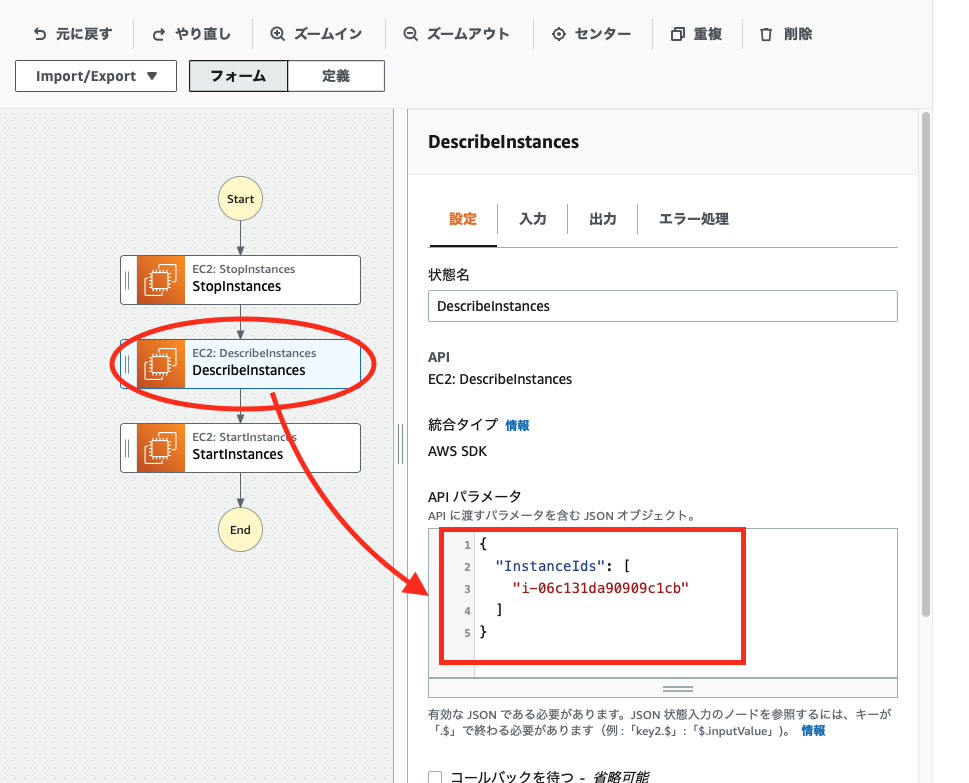 元に戻す やり直し ズームイン ズームアウト センター 重複 削除
Import/Export ▼ フォーム 定義
Start
EC2: StopInstances
StopInstances
EC2: DescribeInstances
DescribeInstances
EC2: StartInstances
StartInstances
End
DescribeInstances
設定 入力 出力 エラー処理
状態名
DescribeInstances
API
EC2: DescribeInstances
統合タイプ 情報
AWS SDK
API パラメータ
API に渡すパラメータを含む JSON オブジェクト。
1 {
2 "InstanceIds": [
3 "i-06c131da90909c1cb"
4 ]
5 }
有効な JSON である必要があります。JSON 状態入力のノードを参照するには、キーが
「.$」で終わる必要があります（例 :「key2.$」:「$.inputValue」)。 情報
コールバックを待つ - 省略可能